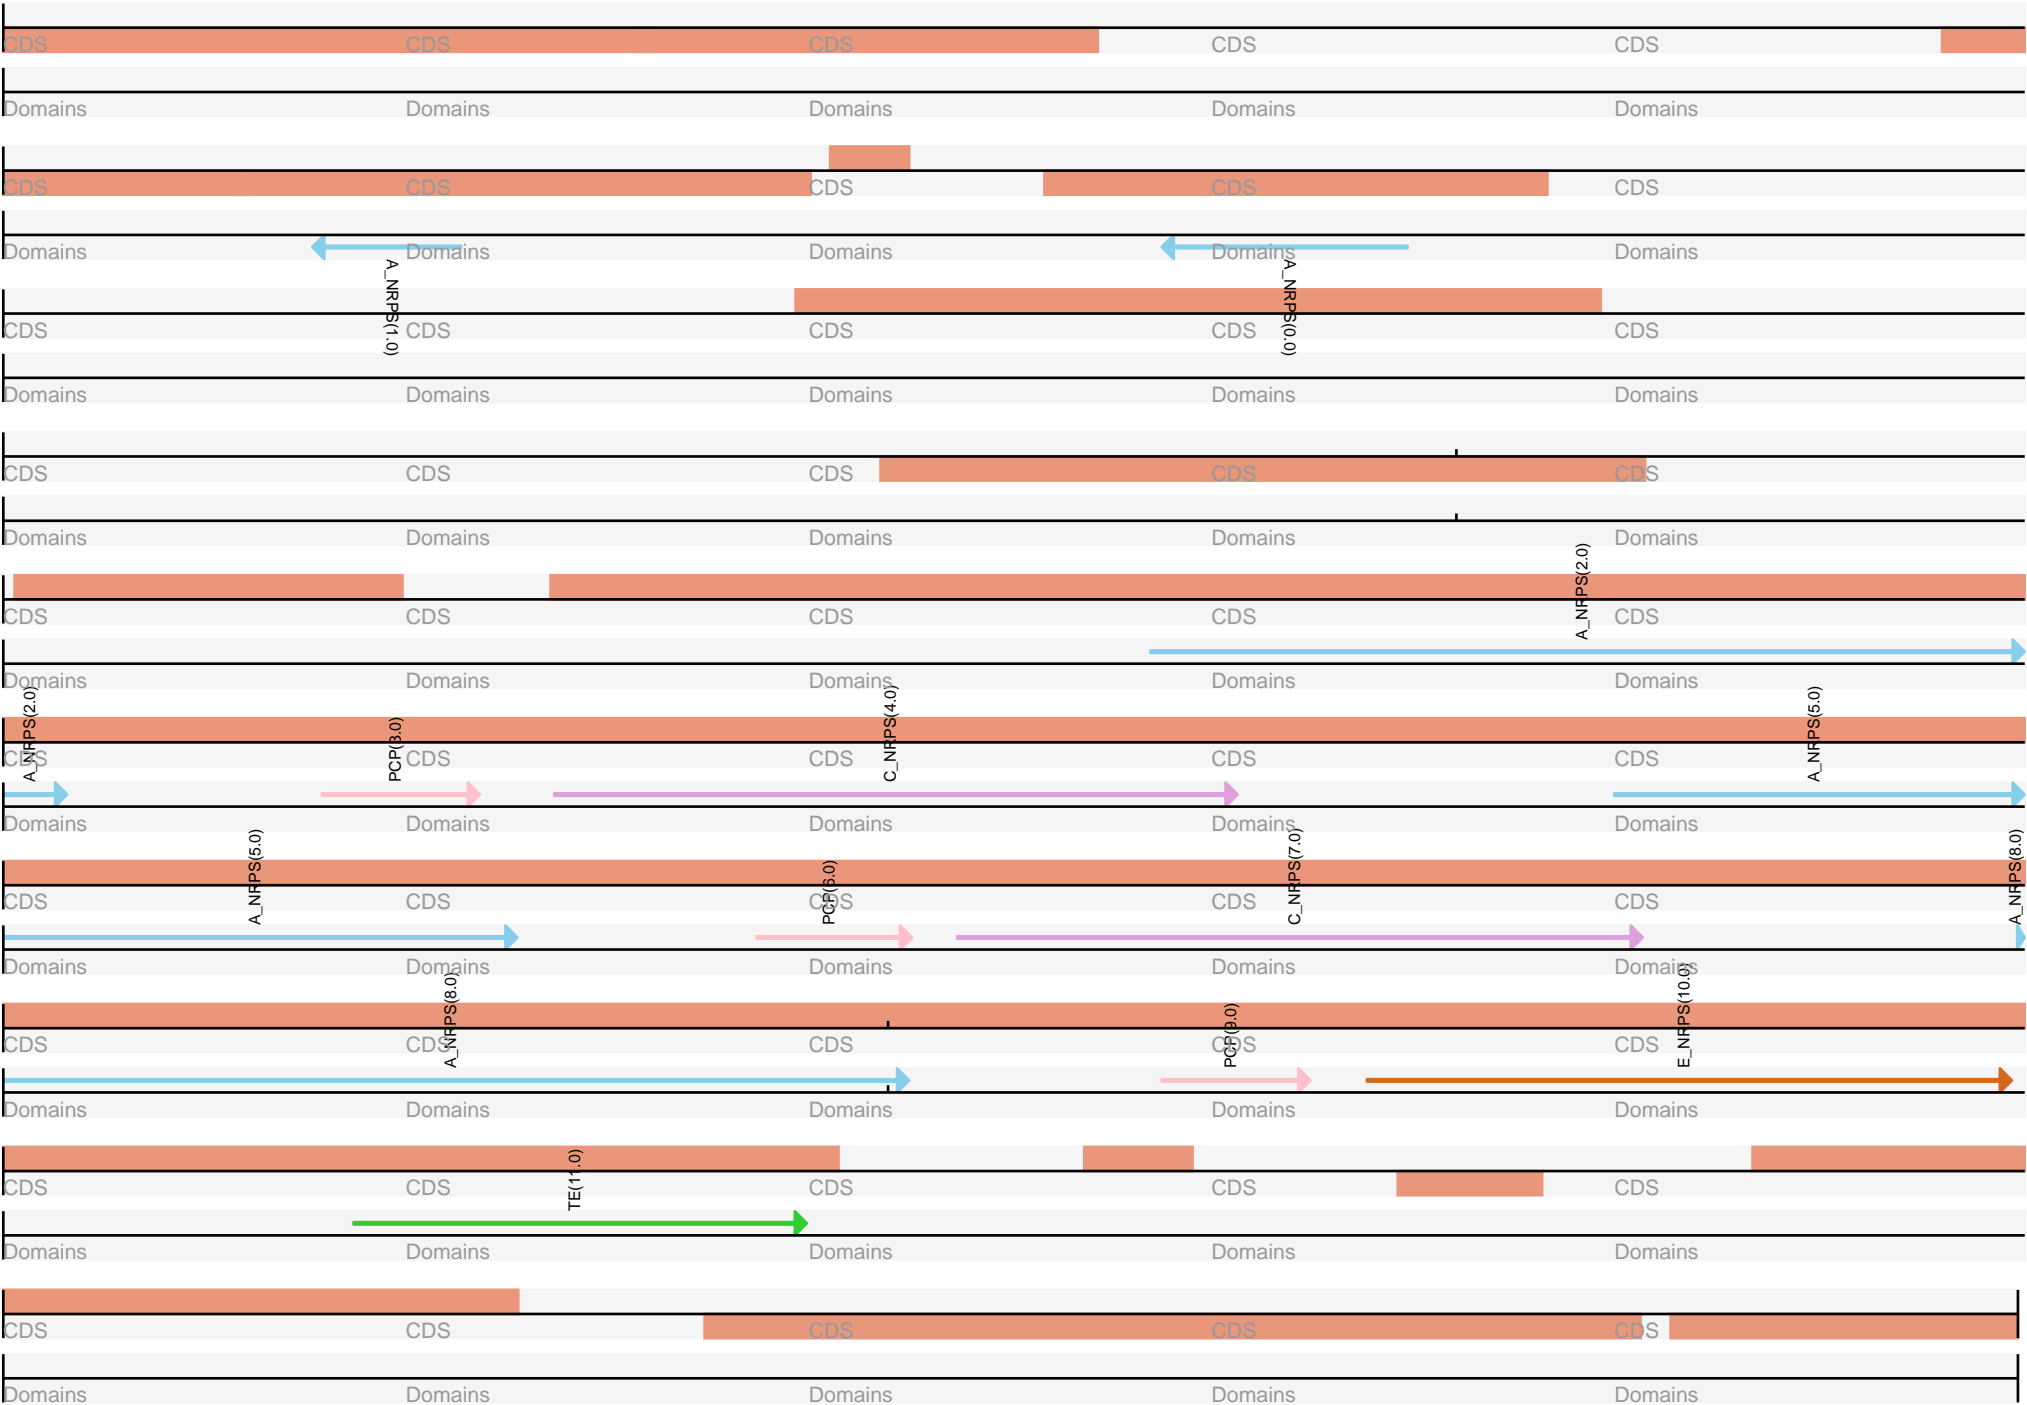 CDS CDS CDS CDS CDS
Domains Domains Domains Domains Domains
CDS CDS CDS CDS CDS
Domains Domains Domains Domains Domains
A_NRPS(1.0) A_NRPS(0.0)
CDS CDS CDS CDS CDS
Domains Domains Domains Domains Domains
CDS CDS CDS CDS CDS
Domains Domains Domains Domains Domains
A_NRPS(2.0)
CDS CDS CDS CDS CDS
Domains Domains Domains Domains Domains
A_NRPS(2.0) PCP(3.0) C_NRPS(4.0) A_NRPS(5.0)
CDS CDS CDS CDS CDS
Domains Domains Domains Domains Domains
A_NRPS(5.0) PCP(6.0) C_NRPS(7.0) A_NRPS(8.0)
CDS CDS CDS CDS CDS
Domains Domains Domains Domains Domains
A_NRPS(8.0) PCP(9.0) E_NRPS(10.0)
CDS CDS CDS CDS CDS
Domains Domains Domains Domains Domains
TE(11.0)
CDS CDS CDS CDS CDS
Domains Domains Domains Domains Domains
CDS CDS CDS CDS CDS
Domains Domains Domains Domains Domains